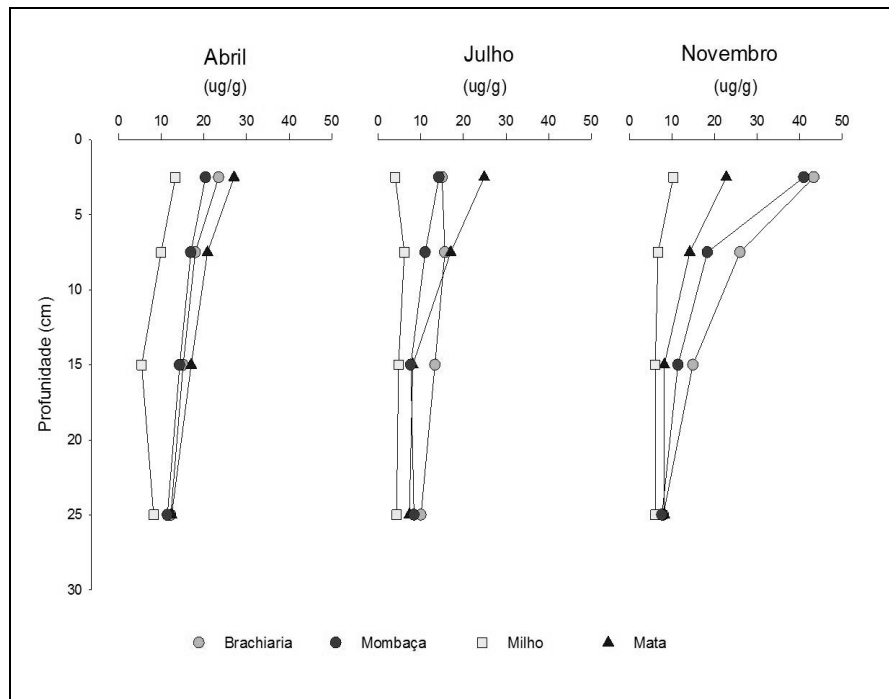 Abril
(ug/g)
Julho
(ug/g)
Novembro
(ug/g)
0 10 20 30 40 50
0 10 20 30 40 50
0 10 20 30 40 50
0
5
10
15
20
25
30
Profunidade (cm)
Brachiaria Mombaça Milho Mata